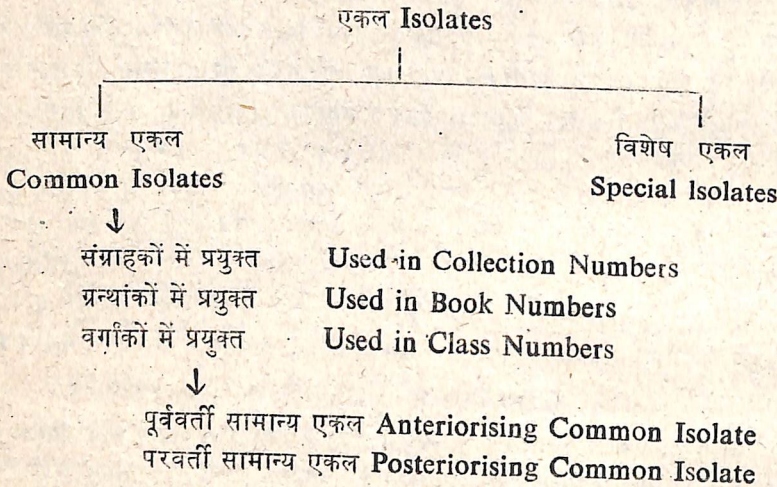 एकल Isolates
सामान्य एकल
Common Isolates
विशेष एकल
Special Isolates
↓
संग्राहकों में प्रयुक्त Used in Collection Numbers
ग्रन्थांकों में प्रयुक्त Used in Book Numbers
वर्गांकों में प्रयुक्त Used in Class Numbers
↓
पूर्ववर्ती सामान्य एकल Anteriorising Common Isolate
परवर्ती सामान्य एकल Posteriorising Common Isolate